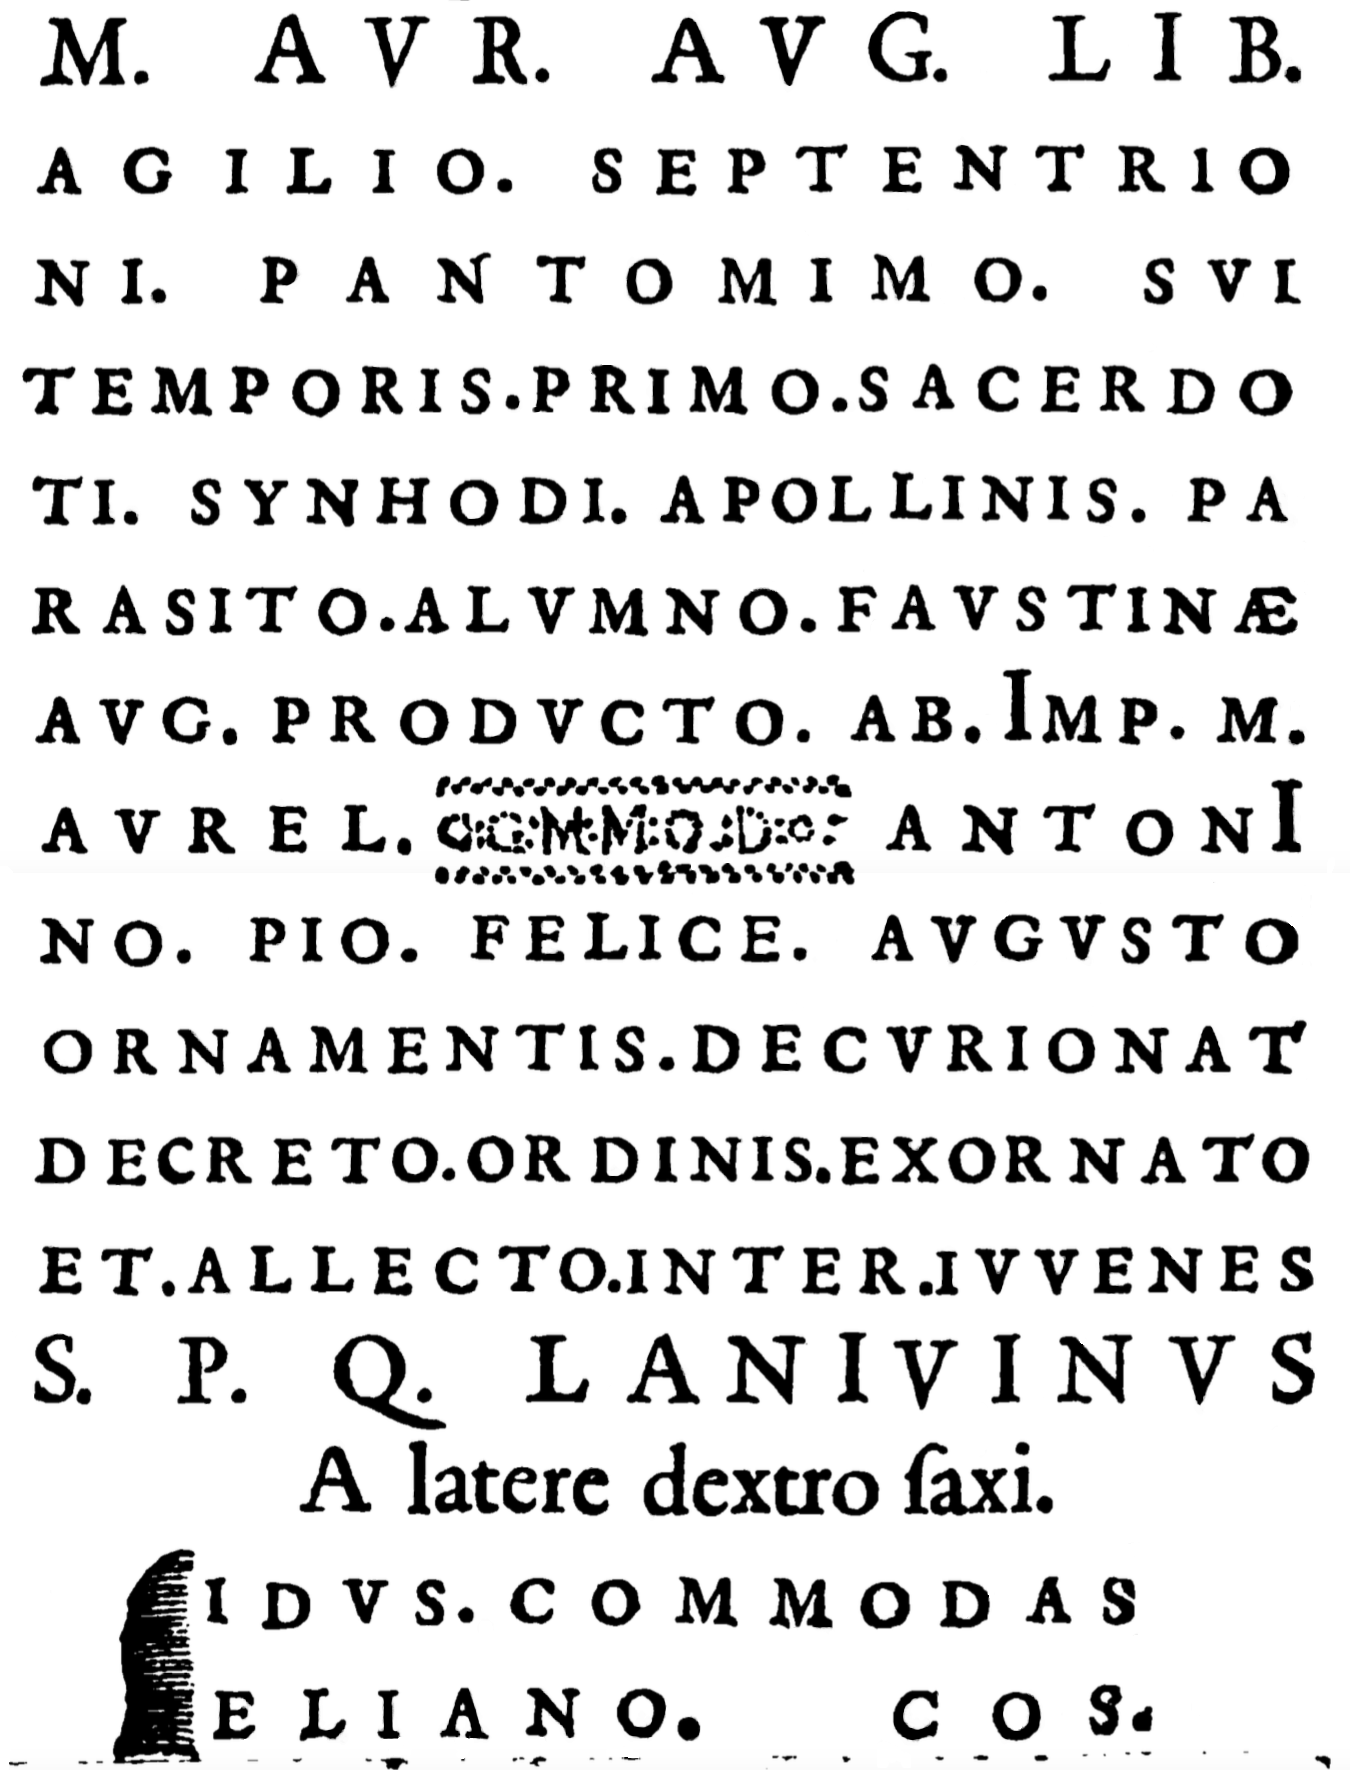 M. AVR. AVG. LIB.
AGILIO. SEPTENTRIO
NI. PANTOMIMO. SVI
TEMPORIS. PRIMO. SACERDO
TI. SYNHODI. APOLLINIS. PA
RASITO. ALVMNO. FAVSTINÆ
AVG. PRODVCTO. AB. IMP. M.
AVREL. COMMODO ANTONI
NO. PIO. FELICE. AVGVSTO
ORNAMENTIS. DECVRIONAT
DECRETO. ORDINIS. EXORNATO
ET. ALLECTO. INTER. IVVENES
S. P. Q. LANIVINVS
A latere dextro ſaxi.
IDVS. COMMODAS
ELIANO. COS.